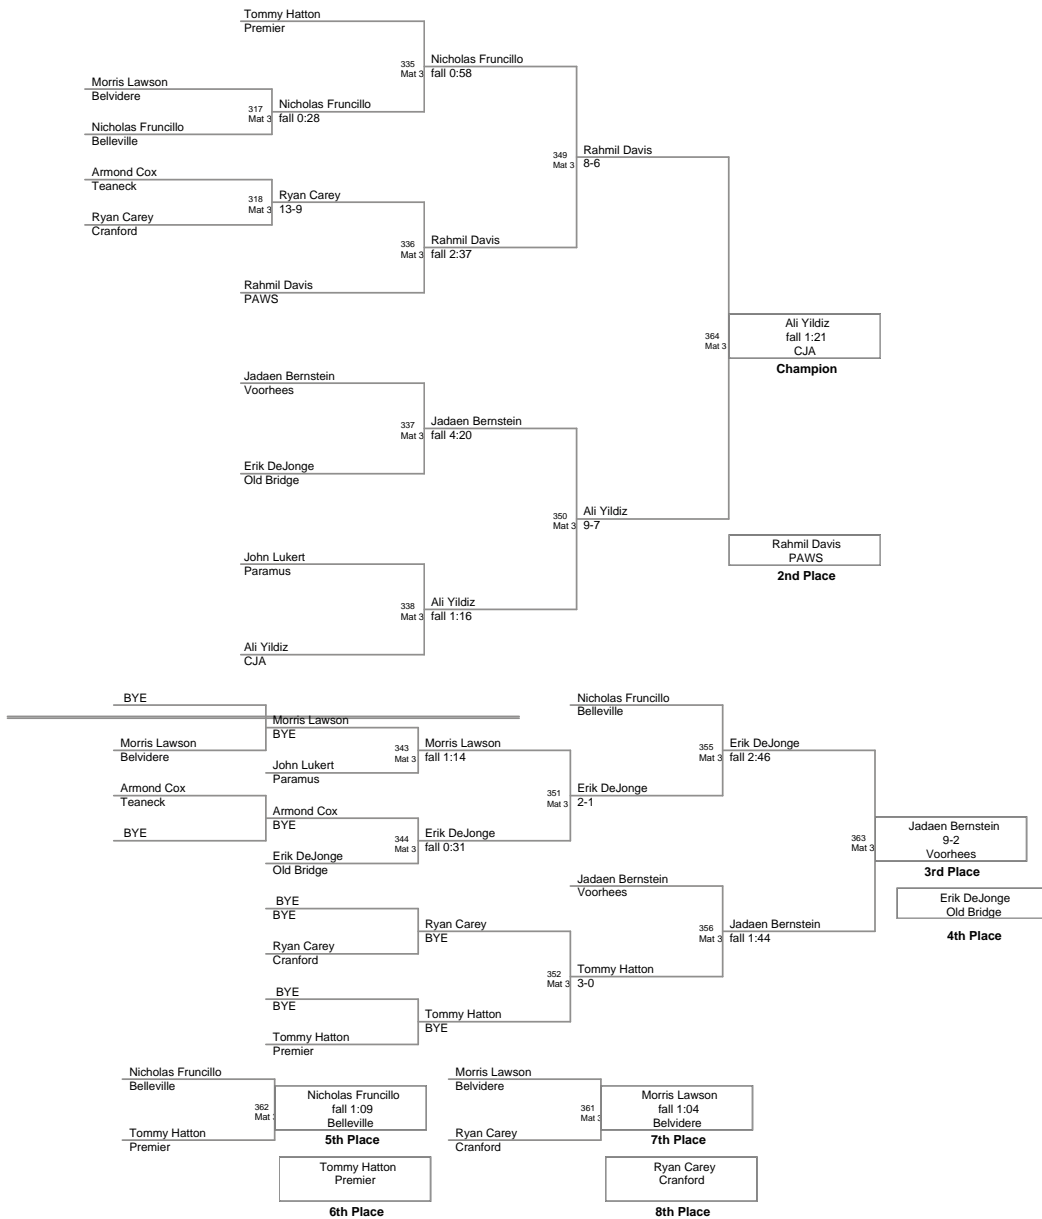 Tommy Hatton
Premier
335
Mat 3
Nicholas Fruncillo
fall 0:58
Morris Lawson
Belvidere
317
Mat 3
Nicholas Fruncillo
fall 0:28
Nicholas Fruncillo
Belleville
349
Mat 3
Rahmil Davis
8-6
Armond Cox
Teaneck
318
Mat 3
Ryan Carey
13-9
Ryan Carey
Cranford
336
Mat 3
Rahmil Davis
fall 2:37
Rahmil Davis
PAWS
364
Mat 3
Ali Yildiz
fall 1:21
CJA
Champion
Jadaen Bernstein
Voorhees
337
Mat 3
Jadaen Bernstein
fall 4:20
Erik DeJonge
Old Bridge
350
Mat 3
Ali Yildiz
9-7
Rahmil Davis
PAWS
2nd Place
John Lukert
Paramus
338
Mat 3
Ali Yildiz
fall 1:16
Ali Yildiz
CJA
BYE
Morris Lawson
BYE
Morris Lawson
Belvidere
343
Mat 3
Morris Lawson
fall 1:14
John Lukert
Paramus
Armond Cox
Teaneck
Armond Cox
BYE
BYE
344
Mat 3
Erik DeJonge
fall 0:31
Erik DeJonge
Old Bridge
351
Mat 3
Erik DeJonge
2-1
Nicholas Fruncillo
Belleville
355
Mat 3
Erik DeJonge
fall 2:46
363
Mat 3
Jadaen Bernstein
9-2
Voorhees
3rd Place
Erik DeJonge
Old Bridge
4th Place
Jadaen Bernstein
Voorhees
356
Mat 3
Jadaen Bernstein
fall 1:44
BYE
BYE
Ryan Carey
BYE
Ryan Carey
Cranford
352
Mat 3
Tommy Hatton
3-0
BYE
BYE
Tommy Hatton
BYE
Tommy Hatton
Premier
Nicholas Fruncillo
Belleville
362
Mat 3
Nicholas Fruncillo
fall 1:09
Belleville
5th Place
Tommy Hatton
Premier
Tommy Hatton
Premier
6th Place
Morris Lawson
Belvidere
361
Mat 3
Morris Lawson
fall 1:04
Belvidere
7th Place
Ryan Carey
Cranford
Ryan Carey
Cranford
8th Place